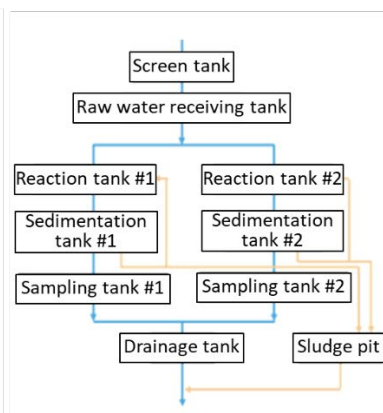 Screen tank
Raw water receiving tank
Reaction tank #1
Reaction tank #2
Sedimentation
tank #1
Sedimentation
tank #2
Sampling tank #1
Sampling tank #2
Drainage tank
Sludge pit